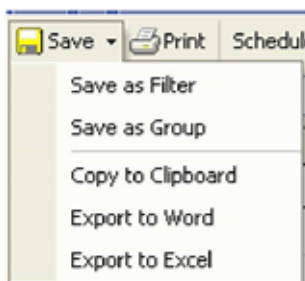 Save Print Schedul
Save as Filter
Save as Group
Copy to Clipboard
Export to Word
Export to Excel